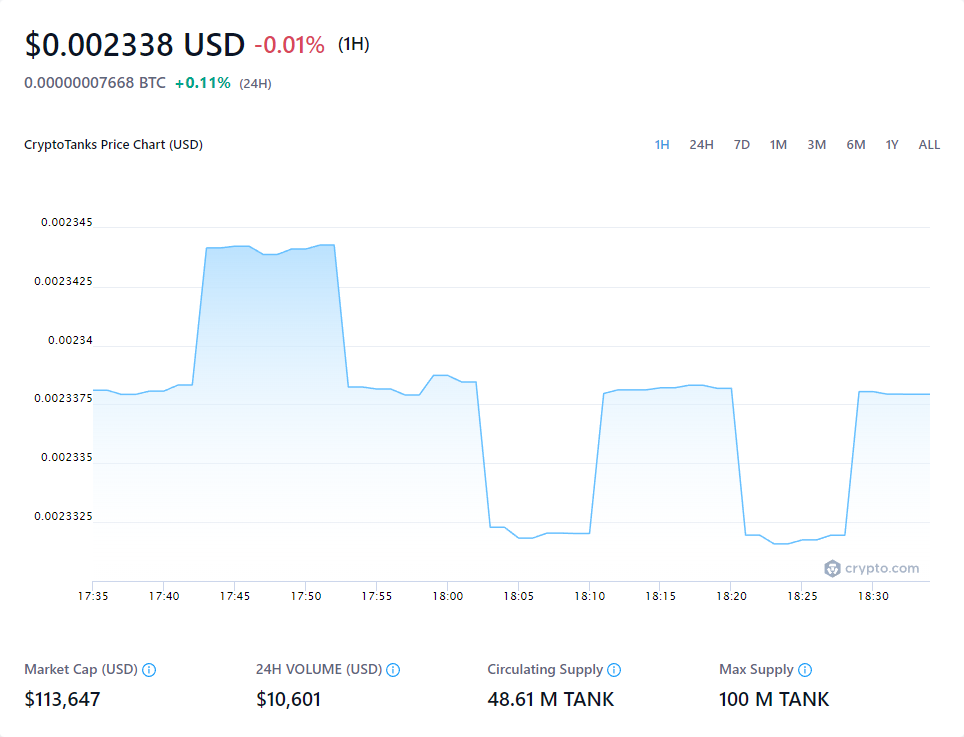 $0.002338 USD -0.01% (1H)
0.00000007668 BTC +0.11% (24H)
CryptoTanks Price Chart (USD) 1H 24H 7D 1M 3M 6M 1Y ALL
0.002345
0.0023425
0.00234
0.0023375
0.002335
0.0023325
crypto.com
17:35 17:40 17:45 17:50 17:55 18:00 18:05 18:10 18:15 18:20 18:25 18:30
Market Cap (USD) 24H VOLUME (USD) Circulating Supply Max Supply
$113,647 $10,601 48.61 M TANK 100 M TANK